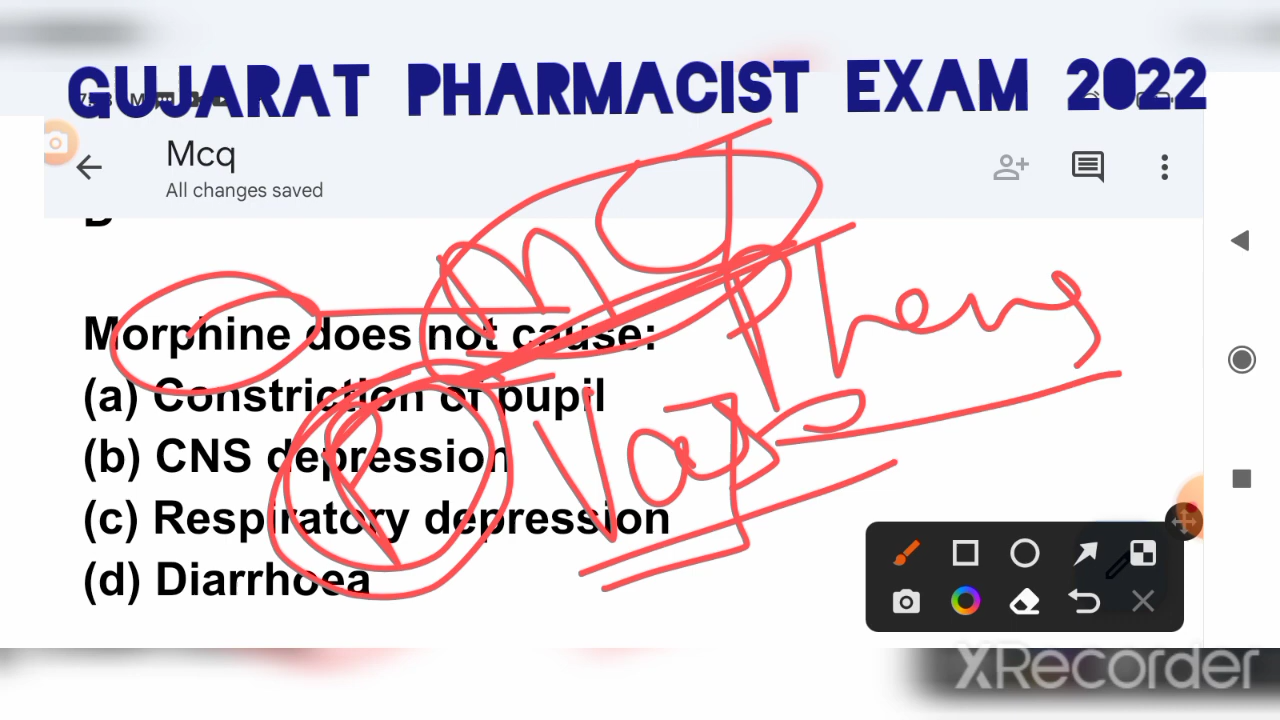 GUJARAT PHARMACIST EXAM 2022
Mcq
All changes saved
Morphine does not cause:
(a) Constriction of pupil
(b) CNS depression
(c) Respiratory depression
(d) Diarrhoea
XRecorder